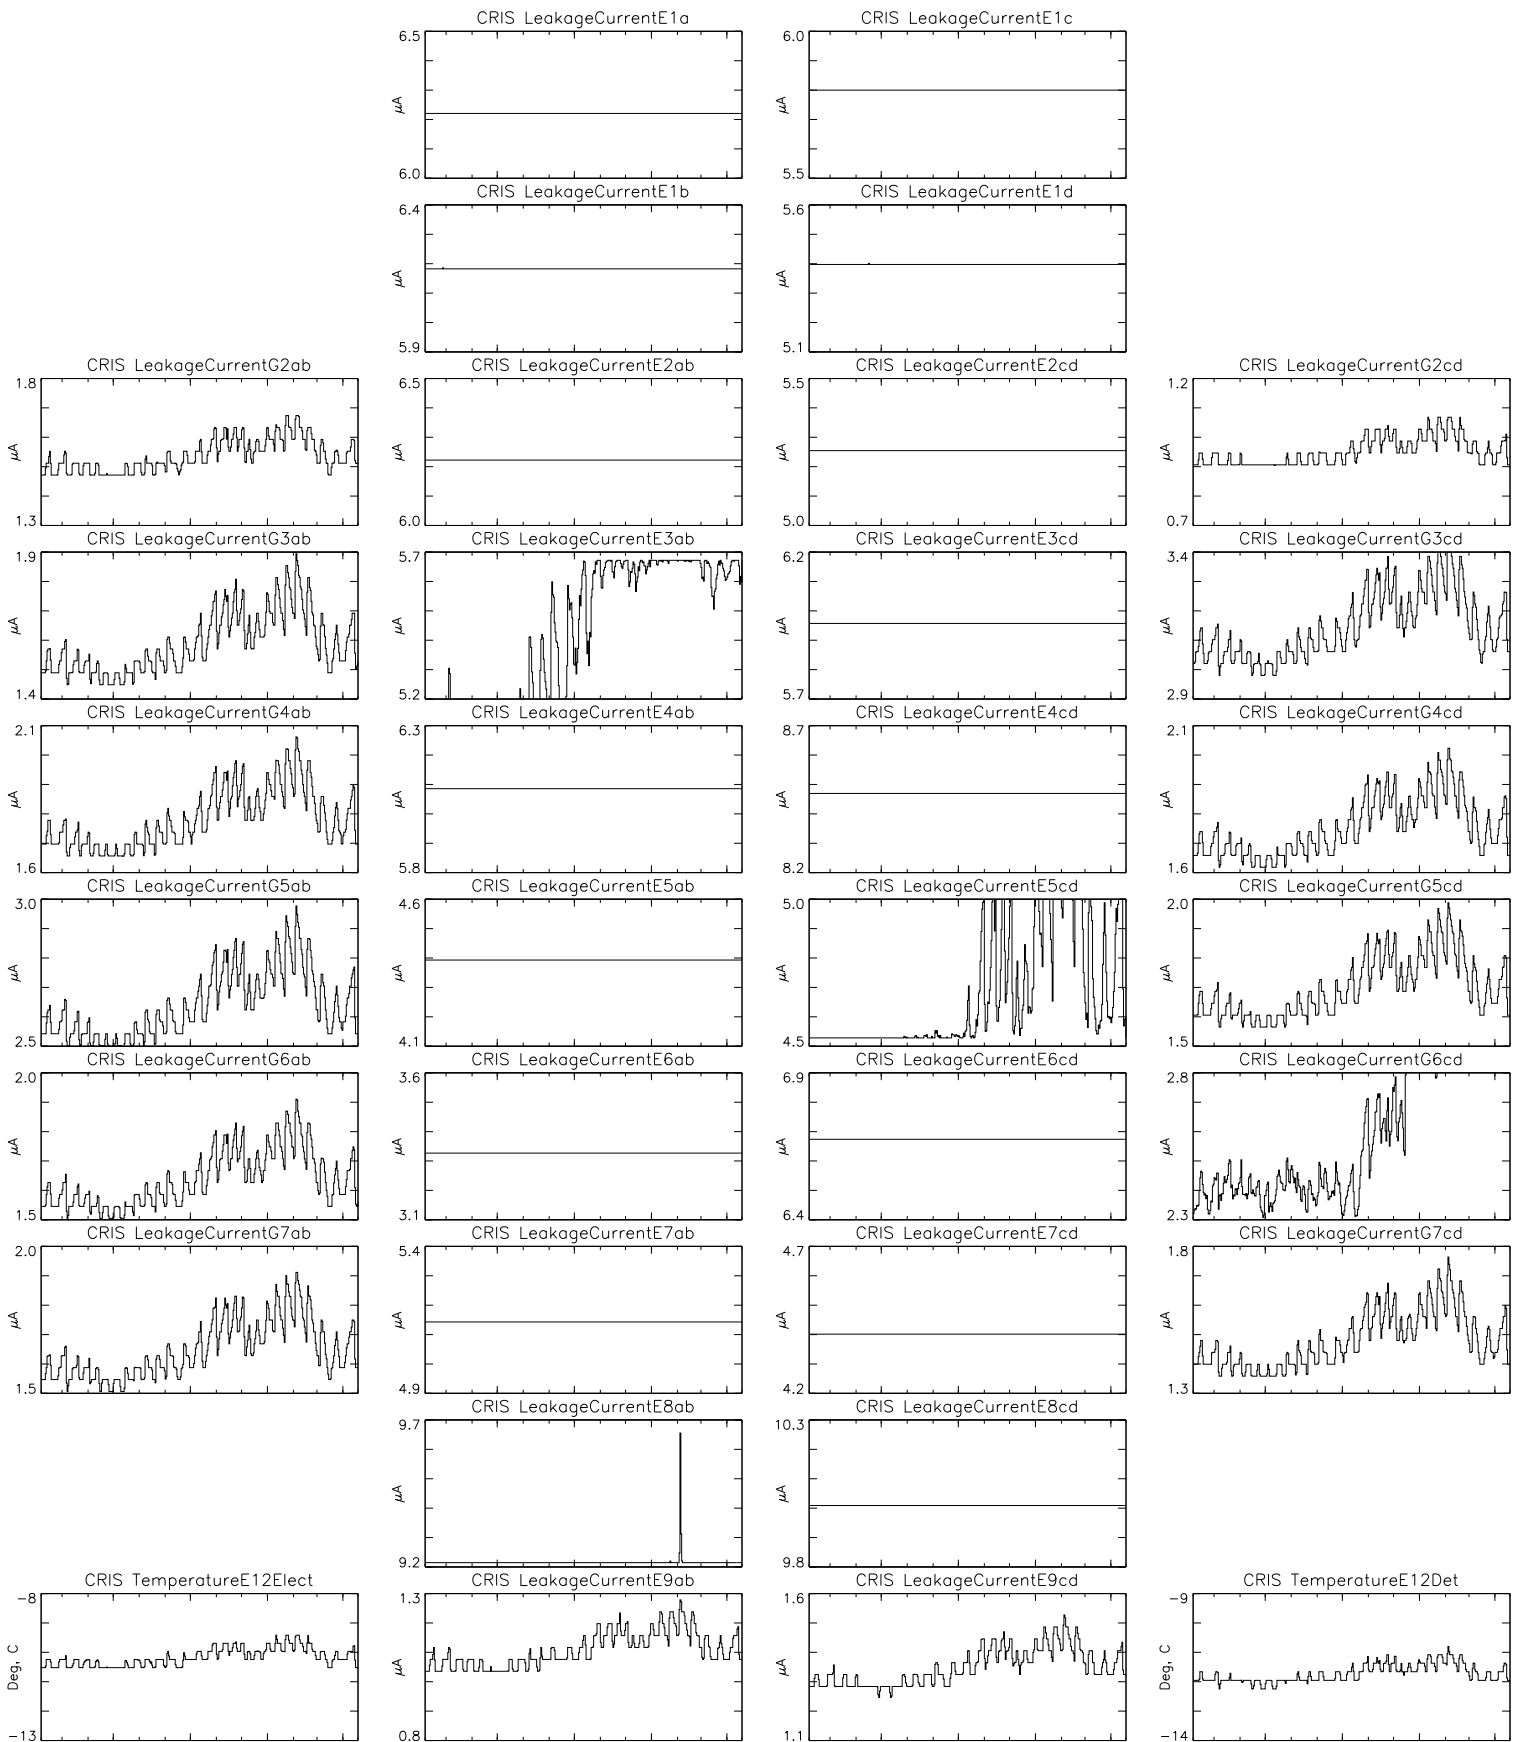 CRIS LeakageCurrentE1a
6.5
μA
6.0
CRIS LeakageCurrentE1c
6.0
μA
5.5
CRIS LeakageCurrentE1b
6.4
μA
5.9
CRIS LeakageCurrentE1d
5.6
μA
5.1
CRIS LeakageCurrentG2ab
1.8
μA
1.3
CRIS LeakageCurrentE2ab
6.5
μA
6.0
CRIS LeakageCurrentE2cd
5.5
μA
5.0
CRIS LeakageCurrentG2cd
1.2
μA
0.7
CRIS LeakageCurrentG3ab
1.9
μA
1.4
CRIS LeakageCurrentE3ab
5.7
μA
5.2
CRIS LeakageCurrentE3cd
6.2
μA
5.7
CRIS LeakageCurrentG3cd
3.4
μA
2.9
CRIS LeakageCurrentG4ab
2.1
μA
1.6
CRIS LeakageCurrentE4ab
6.3
μA
5.8
CRIS LeakageCurrentE4cd
8.7
μA
8.2
CRIS LeakageCurrentG4cd
2.1
μA
1.6
CRIS LeakageCurrentG5ab
3.0
μA
2.5
CRIS LeakageCurrentE5ab
4.6
μA
4.1
CRIS LeakageCurrentE5cd
5.0
μA
4.5
CRIS LeakageCurrentG5cd
2.0
μA
1.5
CRIS LeakageCurrentG6ab
2.0
μA
1.5
CRIS LeakageCurrentE6ab
3.6
μA
3.1
CRIS LeakageCurrentE6cd
6.9
μA
6.4
CRIS LeakageCurrentG6cd
2.8
μA
2.3
CRIS LeakageCurrentG7ab
2.0
μA
1.5
CRIS LeakageCurrentE7ab
5.4
μA
4.9
CRIS LeakageCurrentE7cd
4.7
μA
4.2
CRIS LeakageCurrentG7cd
1.8
μA
1.3
CRIS LeakageCurrentE8ab
9.7
μA
9.2
CRIS LeakageCurrentE8cd
10.3
μA
9.8
CRIS TemperatureE12Elect
-8
Deg, C
-13
CRIS LeakageCurrentE9ab
1.3
μA
0.8
CRIS LeakageCurrentE9cd
1.6
μA
1.1
CRIS TemperatureE12Det
-9
Deg, C
-14